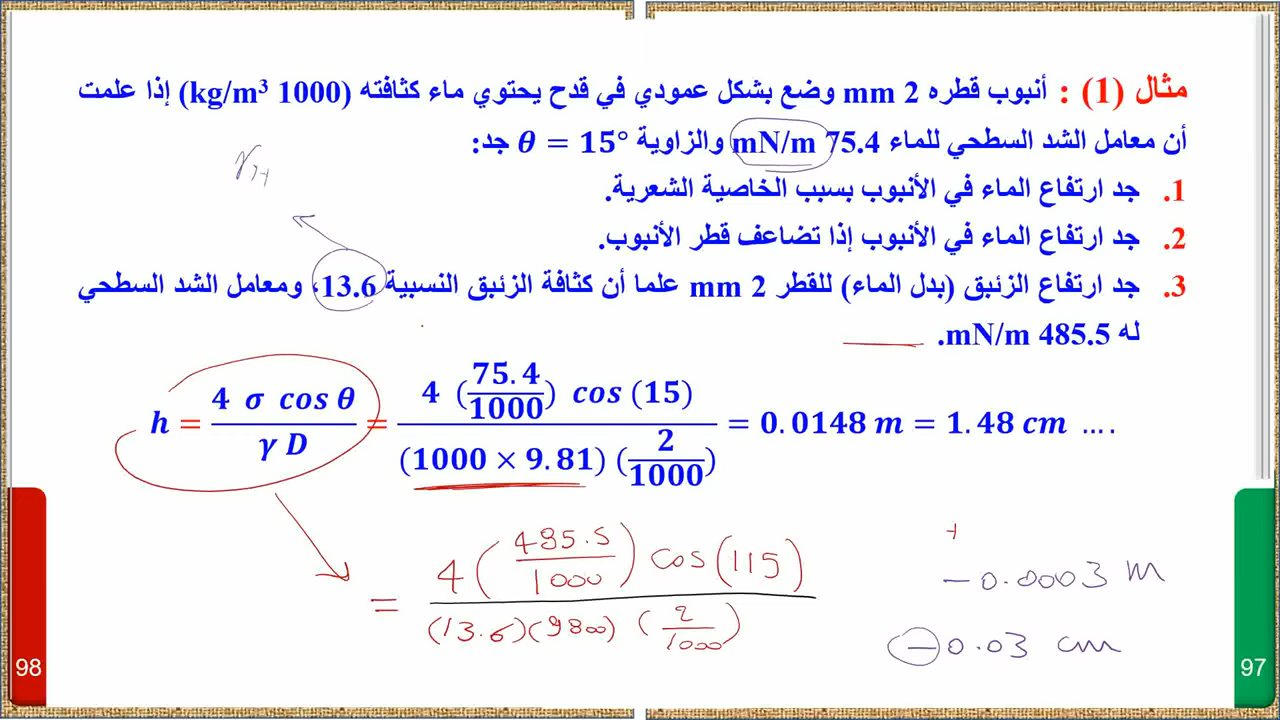 مثال (1) : أنبوب قطره 2 mm وضع بشكل عمودي في قدح يحتوي ماء كثافته (1000 kg/m³) إذا علمت
أن معامل الشد السطحي للماء 75.4 mN/m والزاوية θ = 15° جد:
1. جد ارتفاع الماء في الأنبوب بسبب الخاصية الشعرية.
2. جد ارتفاع الماء في الأنبوب إذا تضاعف قطر الأنبوب.
3. جد ارتفاع الزئبق (بدل الماء) للقطر 2 mm علما أن كثافة الزئبق النسبية 13.6، ومعامل الشد السطحي
له 485.5 mN/m.
h = 4 σ cos θ / γ D = 4 (75.4/1000) cos (15) / (1000 × 9.81) (2/1000) = 0.0148 m = 1.48 cm ….
= 4 (485.5/1000) cos (115) / (13.6)(9800) (2/1000)
+
-0.0003 m
-0.03 cm
98
97